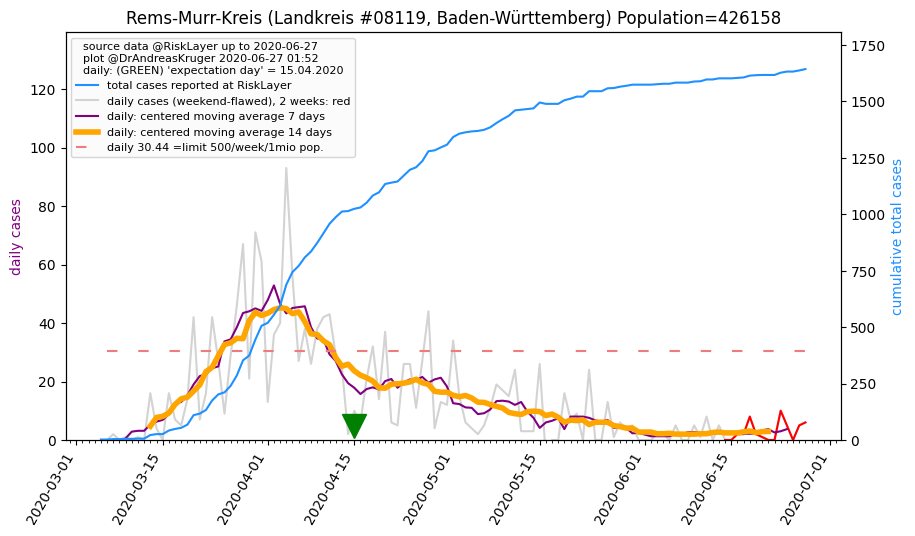 Rems-Murr-Kreis (Landkreis #08119, Baden-Württemberg) Population=426158
source data @RiskLayer up to 2020-06-27
plot @DrAndreasKruger 2020-06-27 01:52
daily: (GREEN) 'expectation day' = 15.04.2020
total cases reported at RiskLayer
daily cases (weekend-flawed), 2 weeks: red
daily: centered moving average 7 days
daily: centered moving average 14 days
daily 30.44 =limit 500/week/1mio pop.
daily cases
120
100
80
60
40
20
0
cumulative total cases
1750
1500
1250
1000
750
500
250
0
2020-03-01
2020-03-15
2020-04-01
2020-04-15
2020-05-01
2020-05-15
2020-06-01
2020-06-15
2020-07-01